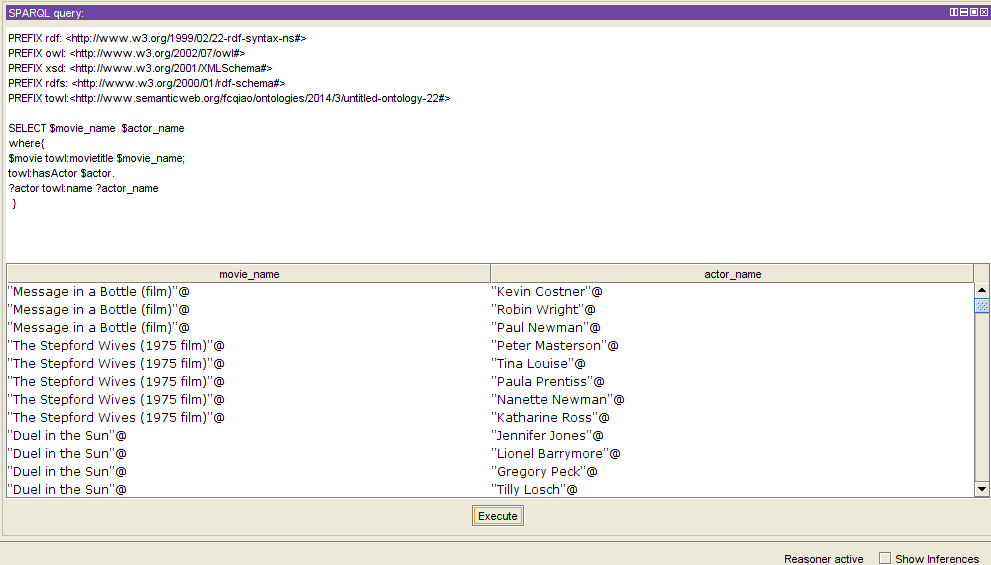 SPARQL query:
PREFIX rdf: <http://www.w3.org/1999/02/22-rdf-syntax-ns#>
PREFIX owl: <http://www.w3.org/2002/07/owl#>
PREFIX xsd: <http://www.w3.org/2001/XMLSchema#>
PREFIX rdfs: <http://www.w3.org/2000/01/rdf-schema#>
PREFIX towl:<http://www.semanticweb.org/fcqiao/ontologies/2014/3/untitled-ontology-22#>
SELECT $movie_name $actor_name
where{
$movie towl:movietitle $movie_name;
towl:hasActor $actor.
?actor towl:name ?actor_name
}
movie_name actor_name
"Message in a Bottle (film)"@ "Kevin Costner"@
"Message in a Bottle (film)"@ "Robin Wright"@
"Message in a Bottle (film)"@ "Paul Newman"@
"The Stepford Wives (1975 film)"@ "Peter Masterson"@
"The Stepford Wives (1975 film)"@ "Tina Louise"@
"The Stepford Wives (1975 film)"@ "Paula Prentiss"@
"The Stepford Wives (1975 film)"@ "Nanette Newman"@
"The Stepford Wives (1975 film)"@ "Katharine Ross"@
"Duel in the Sun"@ "Jennifer Jones"@
"Duel in the Sun"@ "Lionel Barrymore"@
"Duel in the Sun"@ "Gregory Peck"@
"Duel in the Sun"@ "Tilly Losch"@
Execute
Reasoner active Show Inferences